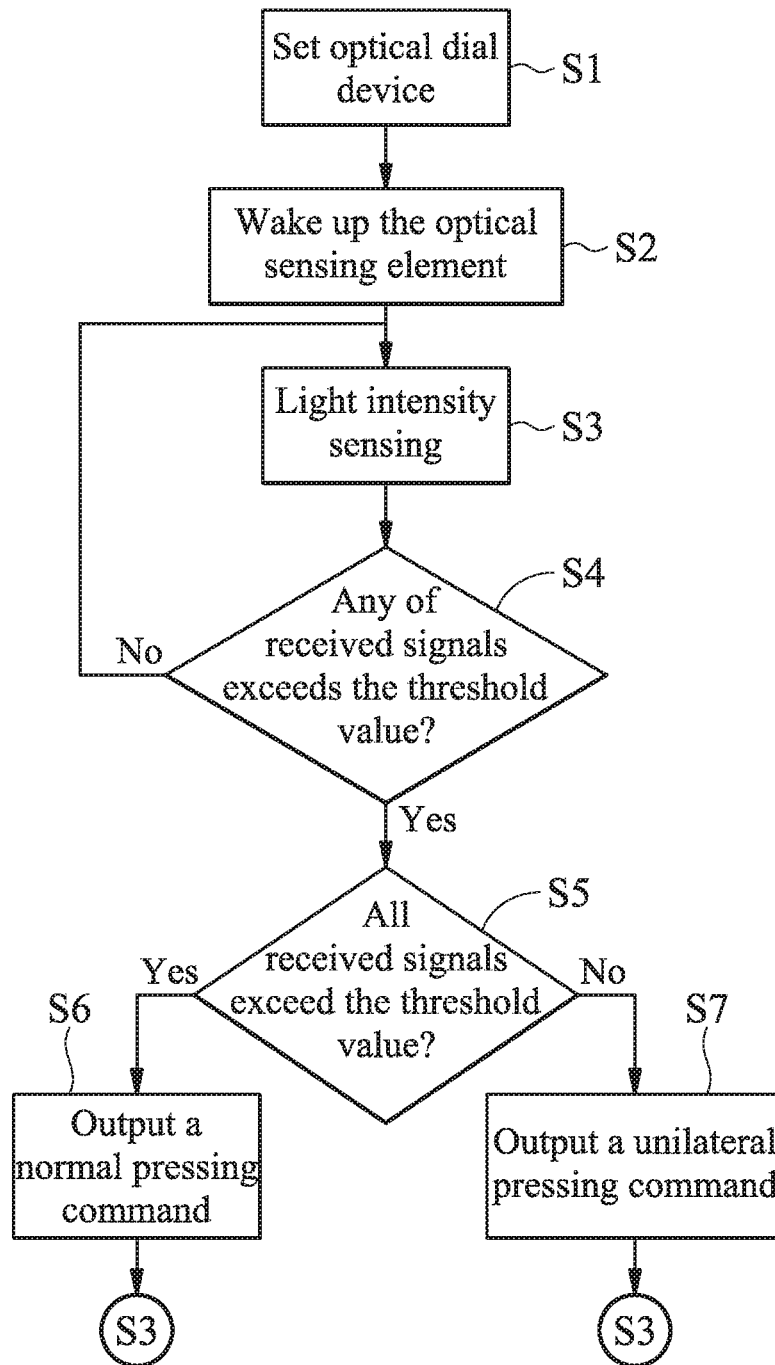 Set optical dial
device
S1
Wake up the optical
sensing element
S2
Light intensity
sensing
S3
S4
Any of
received signals
exceeds the threshold
value?
No
Yes
S5
All
received signals
exceed the threshold
value?
Yes
No
S6
S7
Output a
normal pressing
command
Output a unilateral
pressing command
S3
S3